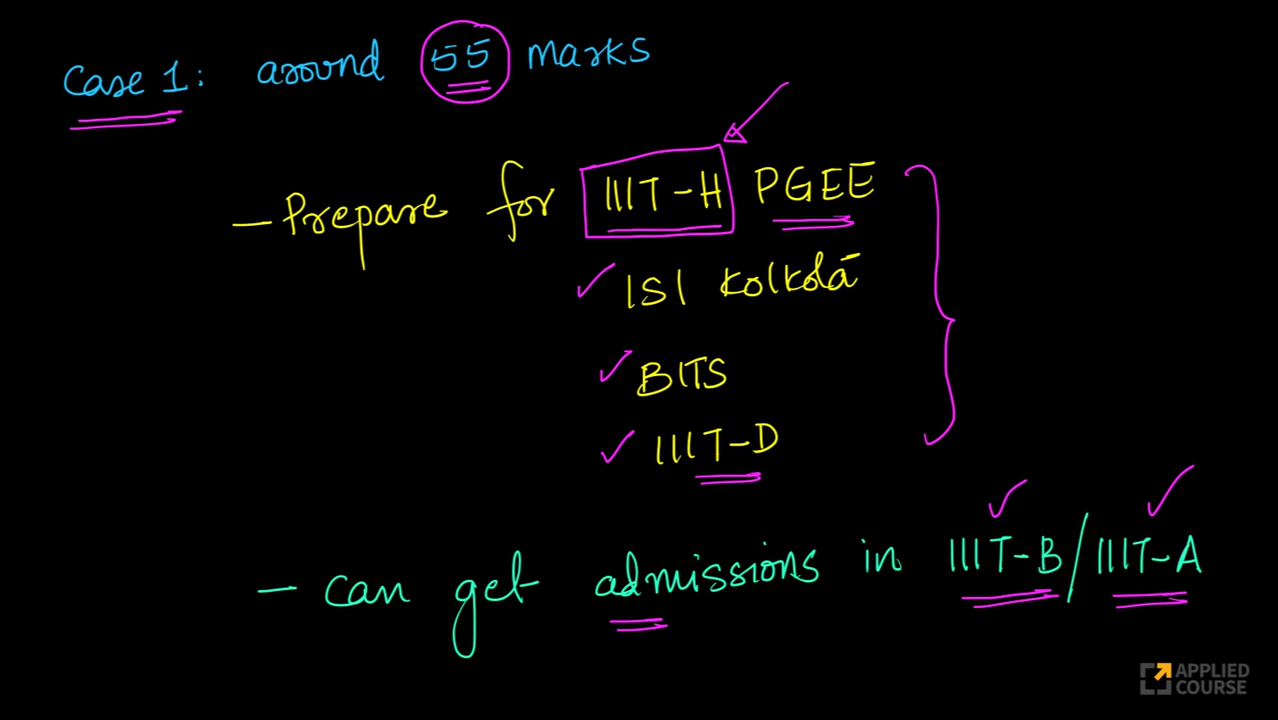 Case 1: around 55 marks
- Prepare for IIIT-H PGEE
ISI Kolkata
BITS
IIIT-D
- can get admissions in IIIT-B/IIIT-A
APPLIED
COURSE